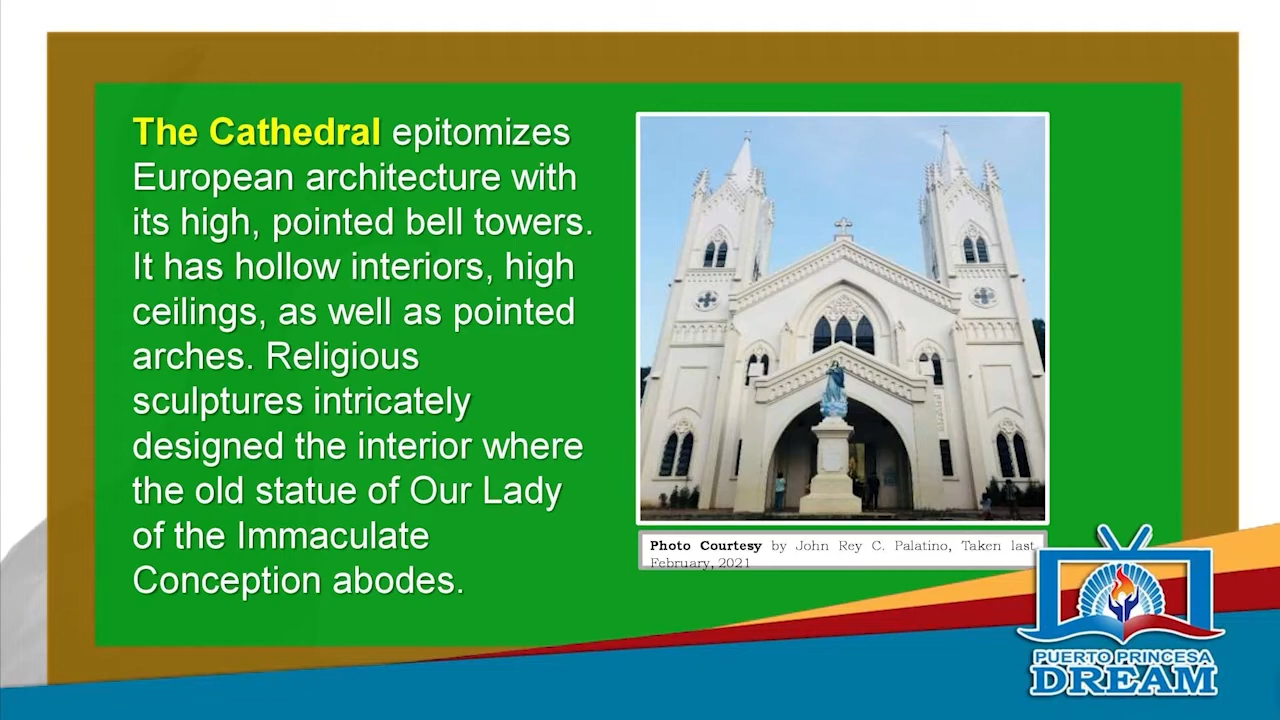 The Cathedral epitomizes
European architecture with
its high, pointed bell towers.
It has hollow interiors, high
ceilings, as well as pointed
arches. Religious
sculptures intricately
designed the interior where
the old statue of Our Lady
of the Immaculate
Conception abodes.
Photo Courtesy by John Rey C. Palatino, Taken last
February, 2021
PUERTO PRINCESA
DREAM